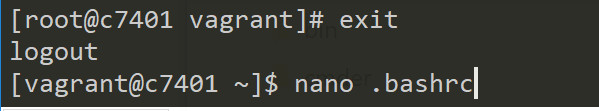 [root@c7401 vagrant]# exit
logout
[vagrant@c7401 ~]$ nano .bashrc